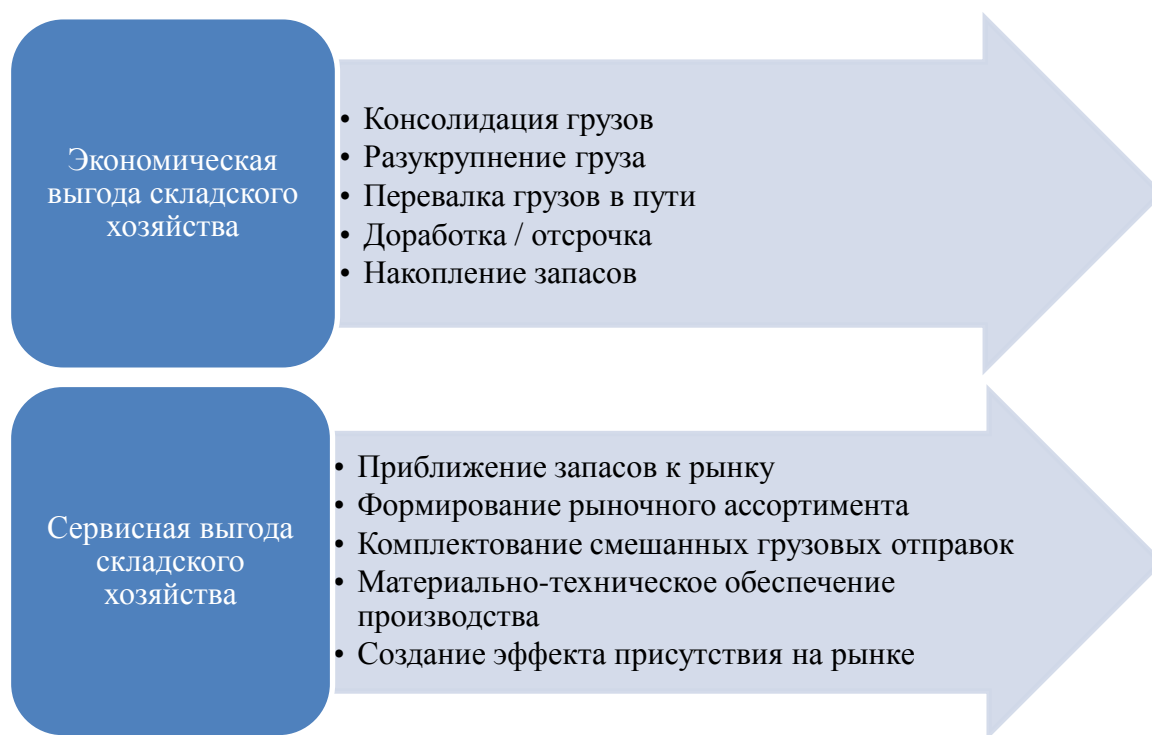 Экономическая
выгода складского
хозяйства
• Консолидация грузов
• Разукрупнение груза
• Перевалка грузов в пути
• Доработка / отсрочка
• Накопление запасов
Сервисная выгода
складского
хозяйства
• Приближение запасов к рынку
• Формирование рыночного ассортимента
• Комплектование смешанных грузовых отправок
• Материально-техническое обеспечение
производства
• Создание эффекта присутствия на рынке